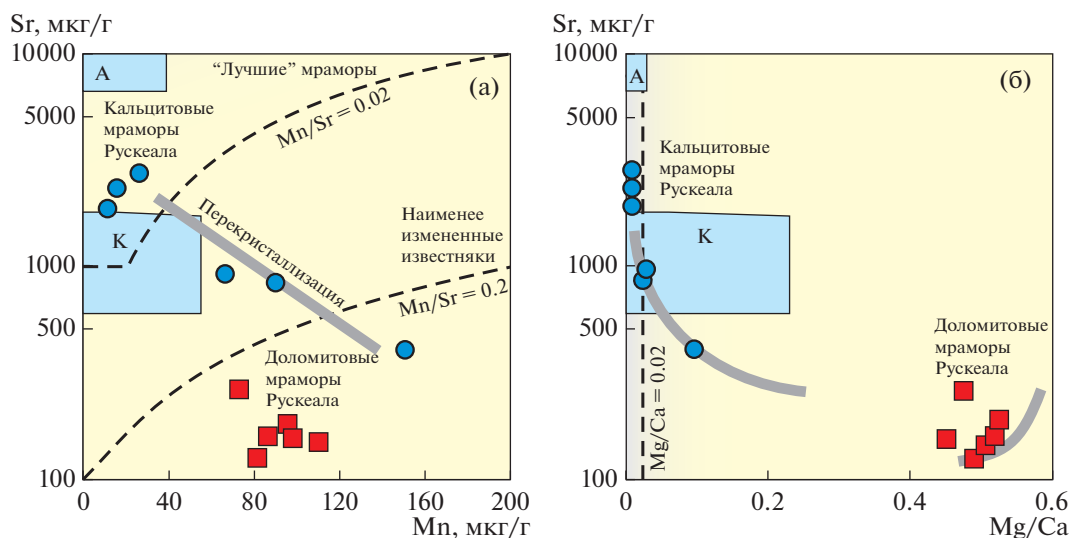 Sr, мкг/г
10000
5000
1000
500
100
А
“Лучшие” мраморы
(а)
Кальцитовые
мраморы
Рускеала
Mn/Sr = 0.02
К
Перекристаллизация
Наименее
измененные
известняки
Mn/Sr = 0.2
Доломитовые
мраморы
Рускеала
0
40
80
120
160
200
Mn, мкг/г
Sr, мкг/г
10000
5000
1000
500
100
А
(б)
Кальцитовые
мраморы
Рускеала
К
Mg/Ca = 0.02
Доломитовые
мраморы
Рускеала
0
0.2
0.4
0.6
Mg/Ca